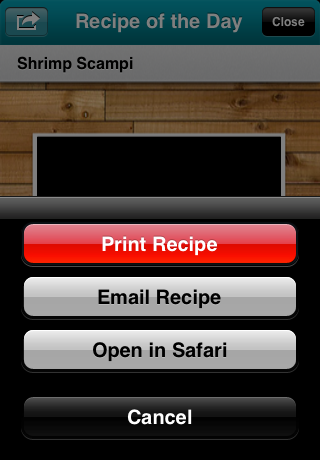 Recipe of the Day
Close
Shrimp Scampi
Print Recipe
Email Recipe
Open in Safari
Cancel